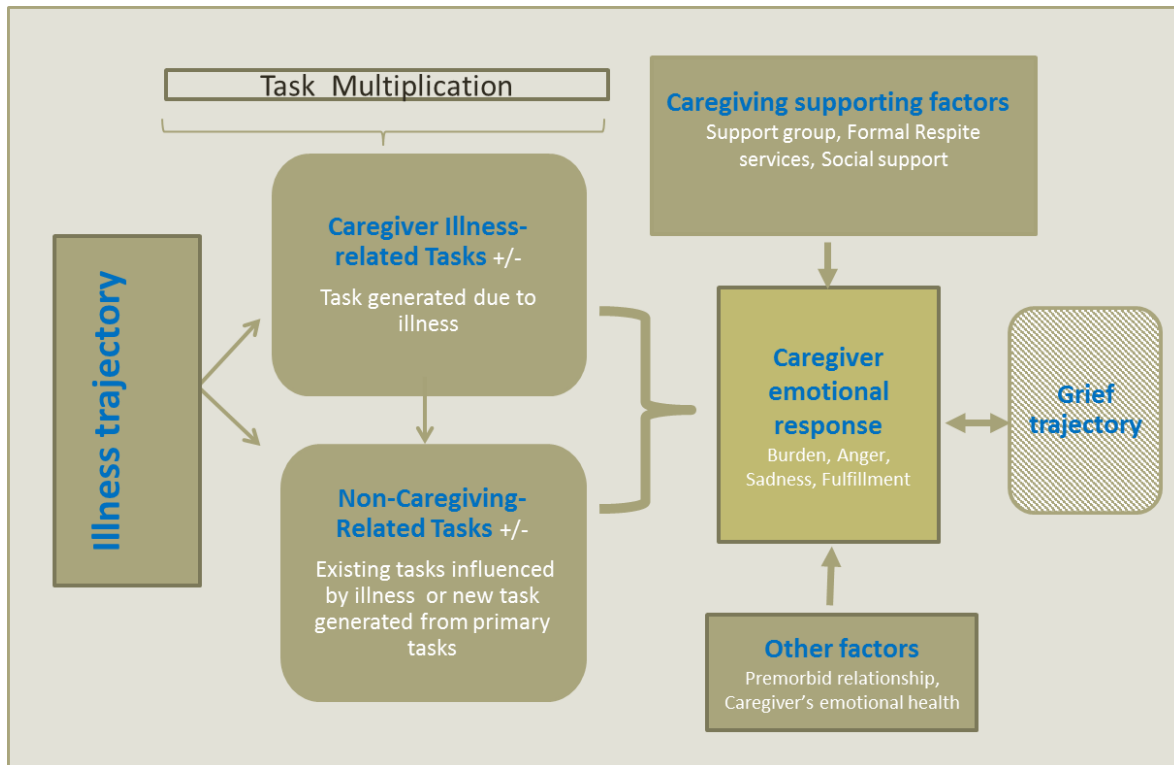 Task Multiplication
Caregiving supporting factors
Support group, Formal Respite
services, Social support
Caregiver Illness-
related Tasks +/-
Task generated due to
illness
Illness trajectory
Caregiver
emotional
response
Burden, Anger,
Sadness, Fulfillment
Grief
trajectory
Non-Caregiving-
Related Tasks +/-
Existing tasks influenced
by illness or new task
generated from primary
tasks
Other factors
Premorbid relationship,
Caregiver’s emotional health